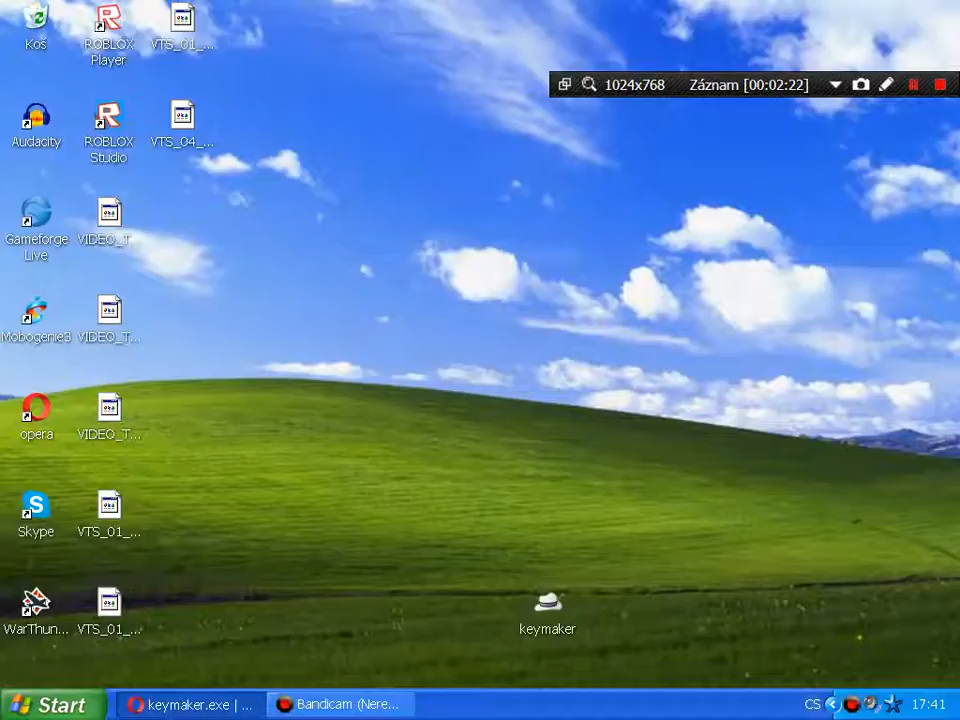 Koš
ROBLOX
Player
VTS_01_...
1024x768
Záznam [00:02:22]
Audacity
ROBLOX
Studio
VTS_04_...
Gameforge
Live
VIDEO_T...
Mobogenie3
VIDEO_T...
opera
VIDEO_T...
Skype
VTS_01_...
WarThun...
VTS_01_...
keymaker
Start
keymaker.exe | ...
Bandicam (Nere...
CS
17:41